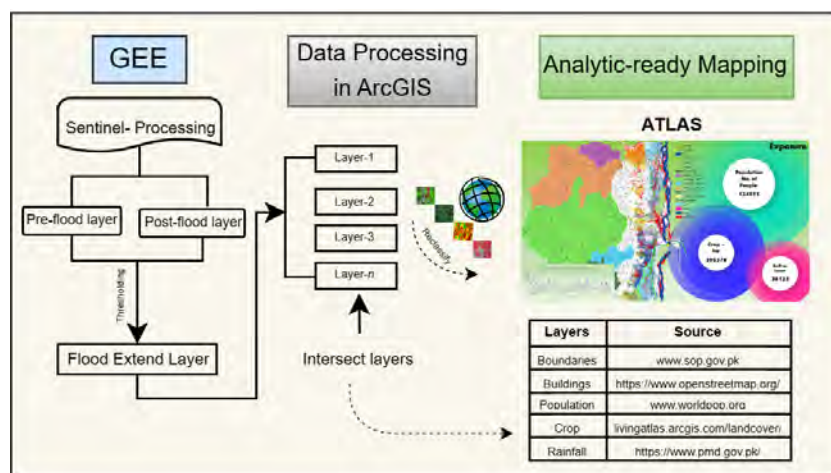 GEE
Sentinel- Processing
Pre-flood layer
Post-flood layer
Thresholding
Flood Extend Layer
Data Processing
in ArcGIS
Layer-1
Layer-2
Layer-3
Layer-n
Reclassify
Intersect layers
Analytic-ready Mapping
ATLAS
Exposure
Population
No. of
People
Crop -
Layers Source
Boundaries www.sop.gov.pk
Buildings https://www.openstreetmap.org/
Population www.worldpop.org
Crop livingatlas.arcgis.com/landcover/
Rainfall https://www.pmd.gov.pk/